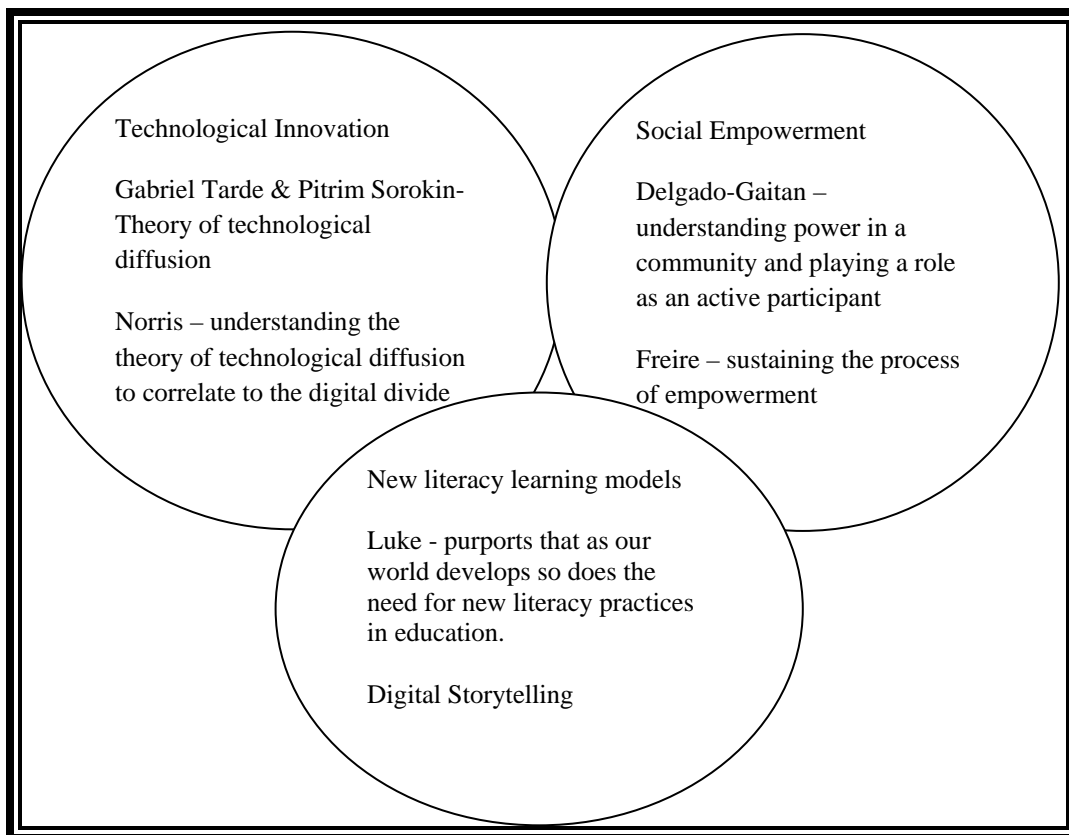 Technological Innovation
Gabriel Tarde & Pitrim Sorokin-
Theory of technological
diffusion
Norris – understanding the
theory of technological diffusion
to correlate to the digital divide
Social Empowerment
Delgado-Gaitan –
understanding power in a
community and playing a role
as an active participant
Freire – sustaining the process
of empowerment
New literacy learning models
Luke - purports that as our
world develops so does the
need for new literacy practices
in education.
Digital Storytelling